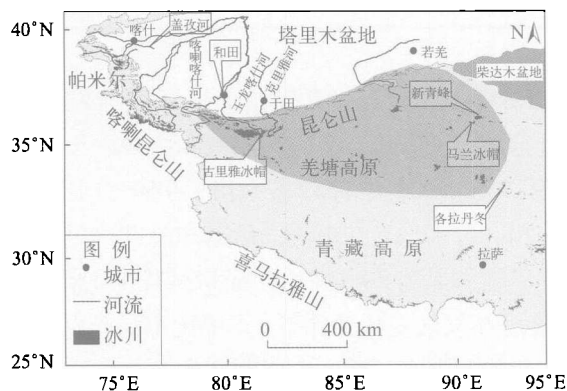 40°N
35°N
30°N
25°N
喀什
盖孜河
塔里木盆地
N
和田
若羌
帕米尔
喀喇喀什河
玉龙喀什河
克里雅河
柴达木盆地
于田
新青峰
昆仑山
喀喇昆仑山
马兰冰帽
古里雅冰帽
羌塘高原
各拉丹冬
青藏高原
拉萨
喜马拉雅山
图例
城市
河流
冰川
0 400 km
75°E 80°E 85°E 90°E 95°E